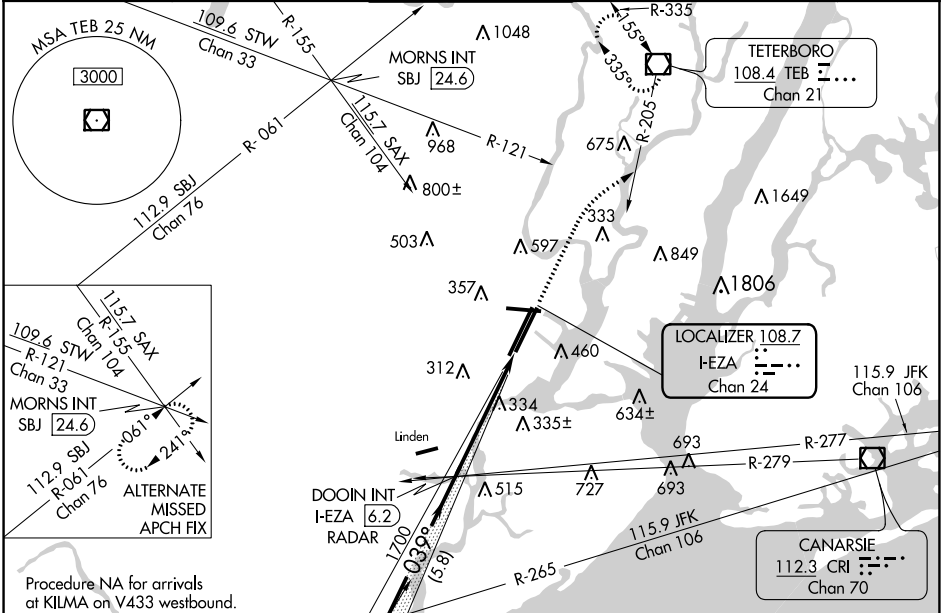 MSA TEB 25 NM
3000
109.6 STW
Chan 33
R-155
MORNS INT
SBJ 24.6
1048
R-335
155°
335°
TETERBORO
108.4 TEB
Chan 21
R-205
R-061
112.9 SBJ
Chan 76
115.7 SAX
Chan 104
968
R-121
675
800±
1649
333
503
597
849
357
1806
LOCALIZER 108.7
I-EZA
Chan 24
460
312
334
335±
634±
115.9 JFK
Chan 106
115.7 SAX
R-155
Chan 104
109.6 STW
R-121
Chan 33
MORNS INT
SBJ 24.6
061°
241°
112.9 SBJ
R-061
Chan 76
ALTERNATE
MISSED
APCH FIX
Linden
693
R-277
R-279
DOOIN INT
I-EZA 6.2
RADAR
515
727
693
1700
039°
(5.8)
115.9 JFK
Chan 106
R-265
CANARSIE
112.3 CRI
Chan 70
Procedure NA for arrivals
at KILMA on V433 westbound.